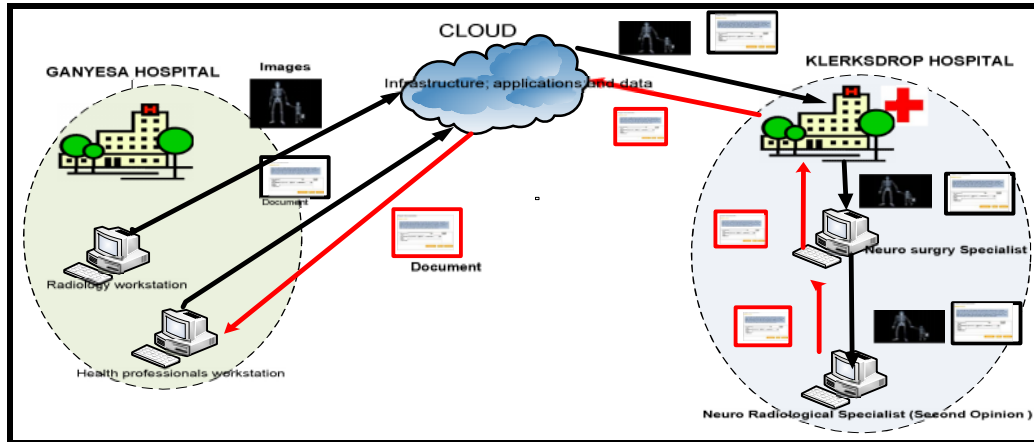 CLOUD
GANYESA HOSPITAL
Images
Infrastructure; applications and data
KLERKSDROP HOSPITAL
H
H
Document
Document
Radiology workstation
Health professionals workstation
Neuro surgry Specialist
Neuro Radiological Specialist (Second Opinion )